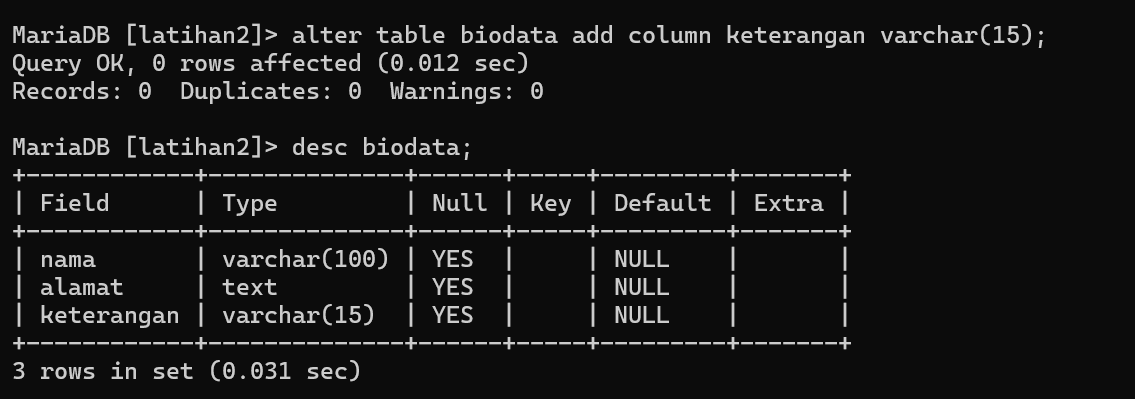 MariaDB [latihan2]> alter table biodata add column keterangan varchar(15);
Query OK, 0 rows affected (0.012 sec)
Records: 0  Duplicates: 0  Warnings: 0

MariaDB [latihan2]> desc biodata;
+------------+--------------+------+-----+---------+-------+
| Field      | Type         | Null | Key | Default | Extra |
+------------+--------------+------+-----+---------+-------+
| nama       | varchar(100) | YES  |     | NULL    |       |
| alamat     | text         | YES  |     | NULL    |       |
| keterangan | varchar(15)  | YES  |     | NULL    |       |
+------------+--------------+------+-----+---------+-------+
3 rows in set (0.031 sec)